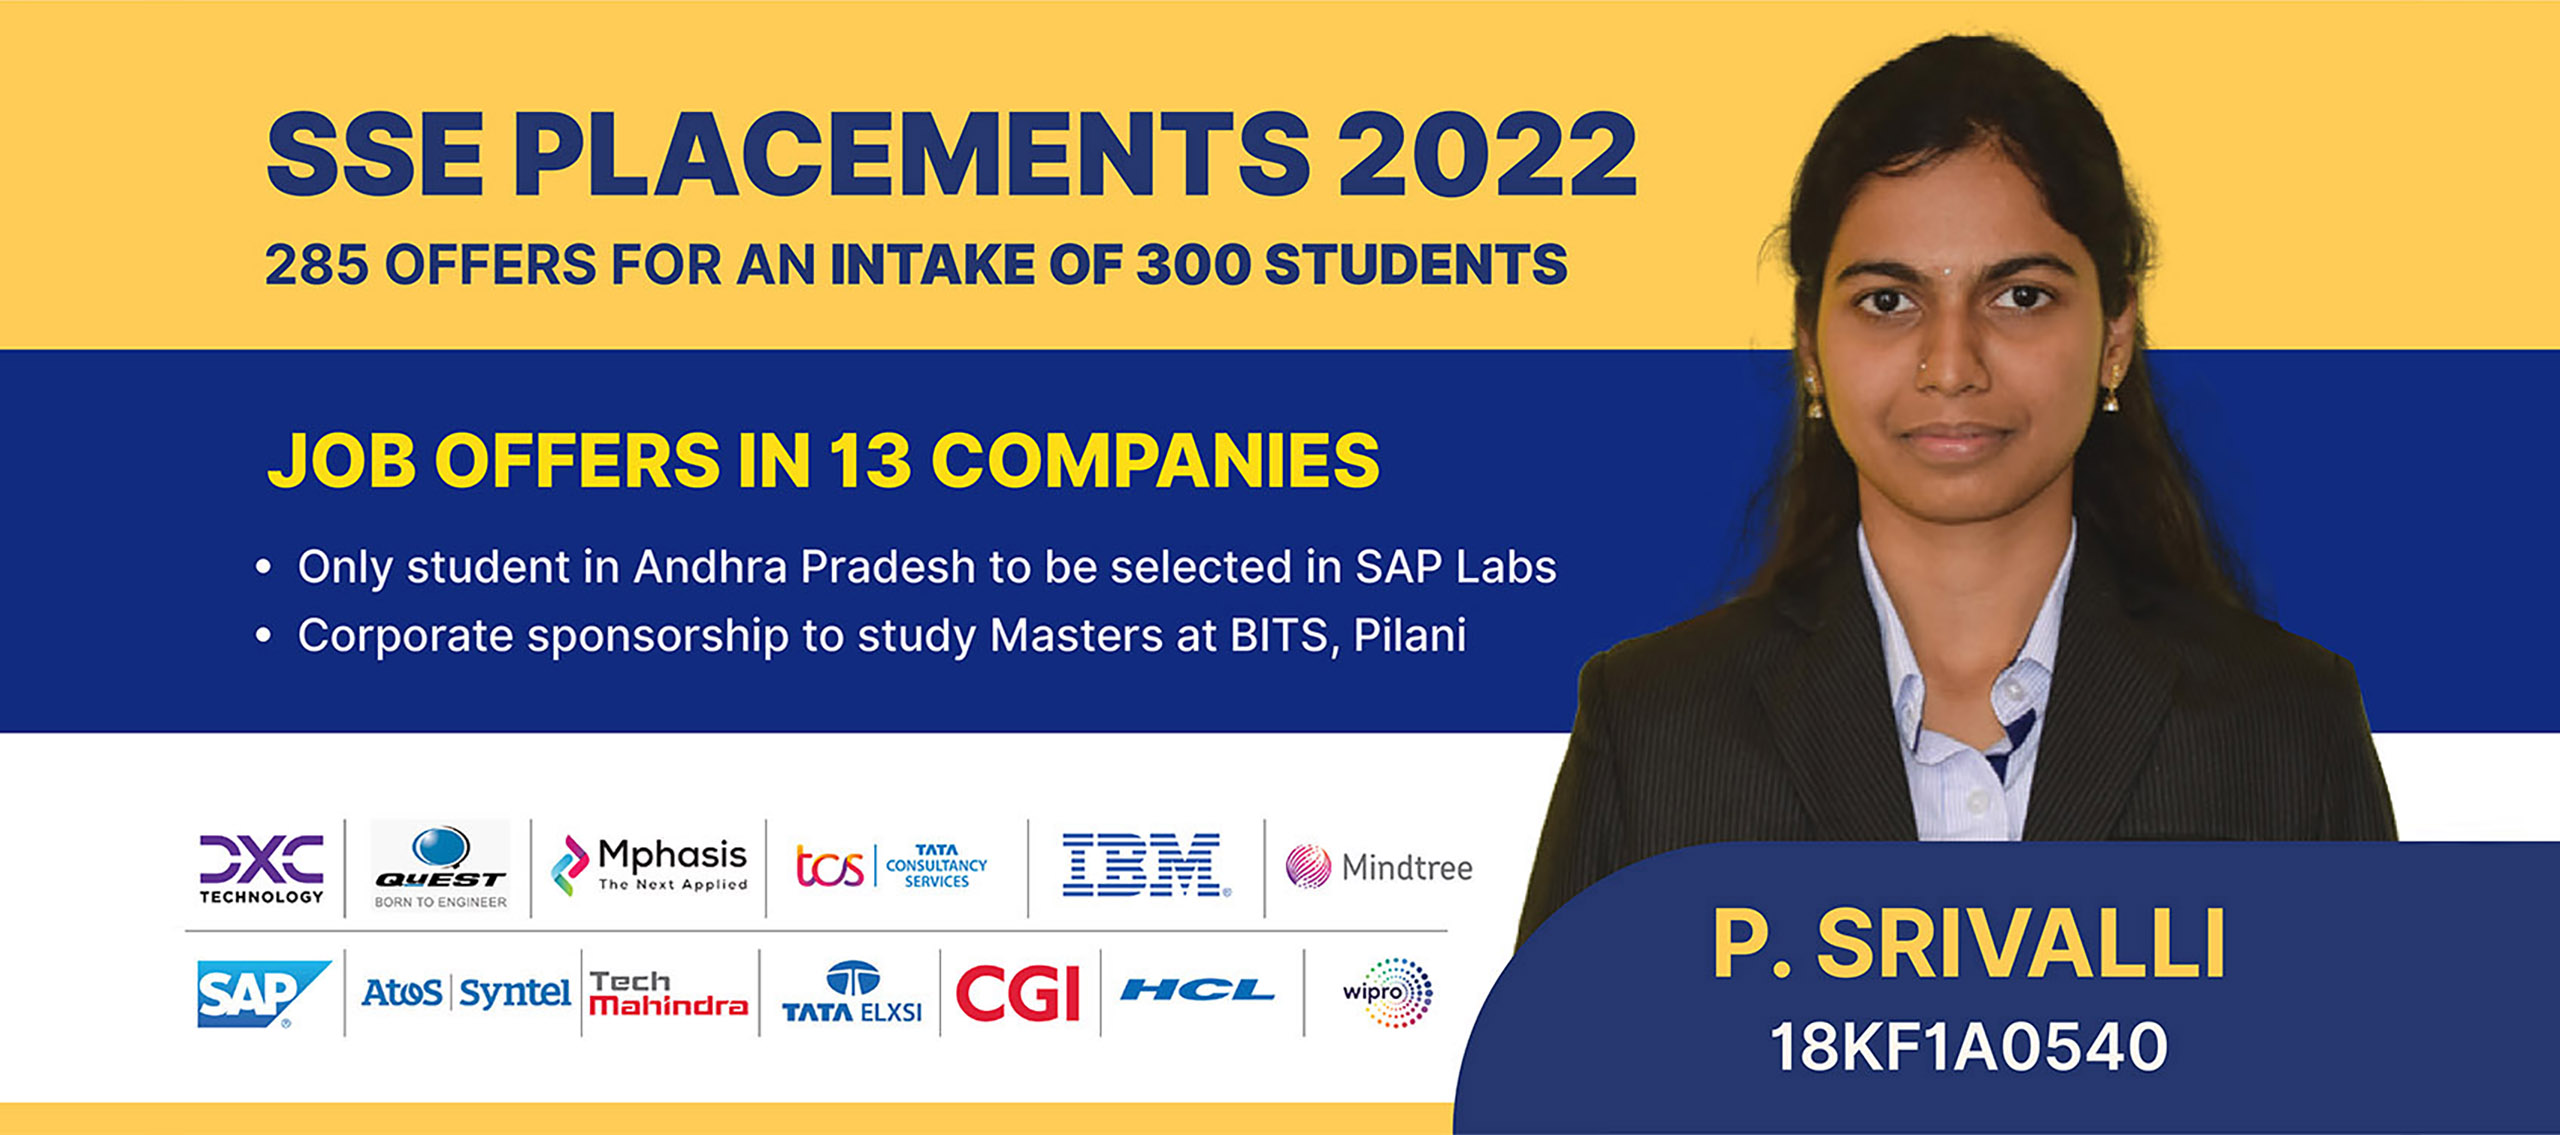 SSE PLACEMENTS 2022
285 OFFERS FOR AN INTAKE OF 300 STUDENTS
JOB OFFERS IN 13 COMPANIES
• Only student in Andhra Pradesh to be selected in SAP Labs
• Corporate sponsorship to study Masters at BITS, Pilani
DXC
TECHNOLOGY
QuEST
BORN TO ENGINEER
Mphasis
The Next Applied
tcs
TATA
CONSULTANCY
SERVICES
IBM®
Mindtree
SAP®
Atos | Syntel
Tech
Mahindra
TATA ELXSI
CGI
HCL
wipro
P. SRIVALLI
18KF1A0540